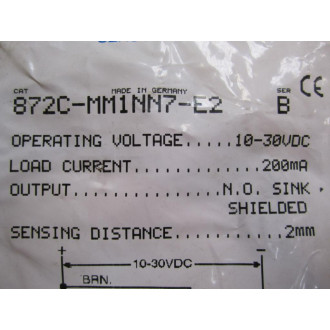 CAT MADE IN GERMANY SER
872C-MM1NN7-E2 B CE
OPERATING VOLTAGE.....10-30VDC
LOAD CURRENT..........200mA
OUTPUT.........N.O. SINK
SHIELDED
SENSING DISTANCE...........2mm
+ −
10-30VDC
BRN.